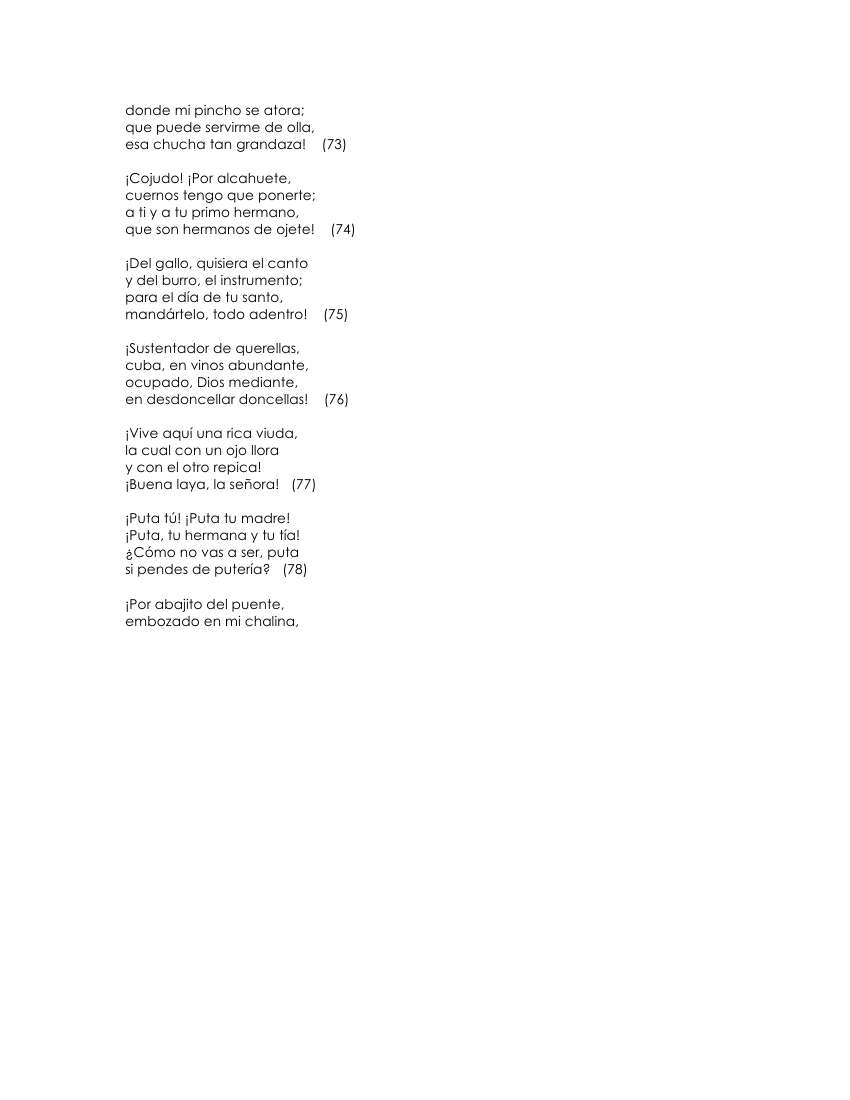 donde mi pincho se atora;
que puede servirme de olla,
esa chucha tan grandaza! (73)

¡Cojudo! ¡Por alcahuete,
cuernos tengo que ponerte;
a ti y a tu primo hermano,
que son hermanos de ojete! (74)

¡Del gallo, quisiera el canto
y del burro, el instrumento;
para el día de tu santo,
mandártelo, todo adentro! (75)

¡Sustentador de querellas,
cuba, en vinos abundante,
ocupado, Dios mediante,
en desdoncellar doncellas! (76)

¡Vive aquí una rica viuda,
la cual con un ojo llora
y con el otro repica!
¡Buena laya, la señora! (77)

¡Puta tú! ¡Puta tu madre!
¡Puta, tu hermana y tu tía!
¿Cómo no vas a ser, puta
si pendes de putería? (78)

¡Por abajito del puente,
embozado en mi chalina,